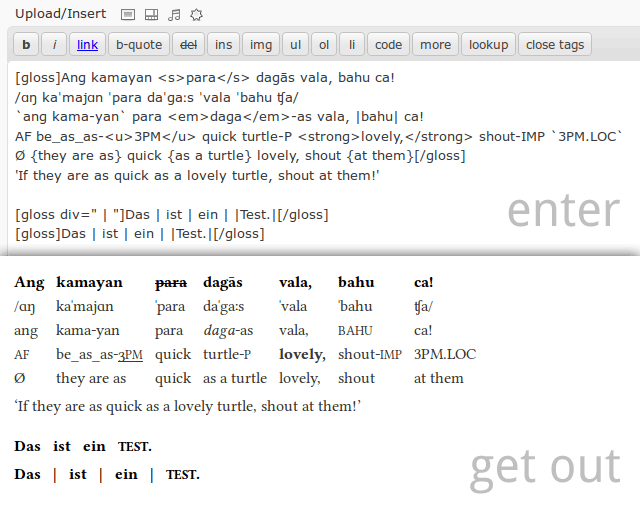 Upload/Insert
b i link b-quote del ins img ul ol li code more lookup close tags
[gloss]Ang kamayan <s>para</s> dagās vala, bahu ca!
/ɑŋ kaˈmajɑn ˈpara daˈgaːs ˈvala ˈbahu ʧa/
`ang kama-yan` para <em>daga</em>-as vala, |bahu| ca!
AF be_as_as-<u>3PM</u> quick turtle-P <strong>lovely,</strong> shout-IMP `3PM.LOC`
Ø {they are as} quick {as a turtle} lovely, shout {at them}[/gloss]
'If they are as quick as a lovely turtle, shout at them!'
[gloss div=" | "]Das | ist | ein | |Test.|[/gloss]
[gloss]Das | ist | ein | |Test.|[/gloss]
enter
Ang kamayan para dagās vala, bahu ca!
/ɑŋ kaˈmajɑn ˈpara daˈgaːs ˈvala ˈbahu ʧa/
ang kama-yan para daga-as vala, BAHU ca!
AF be_as_as-3PM quick turtle-P lovely, shout-IMP 3PM.LOC
Ø they are as quick as a turtle lovely, shout at them
‘If they are as quick as a lovely turtle, shout at them!’
Das ist ein TEST.
Das | ist | ein | TEST.
get out